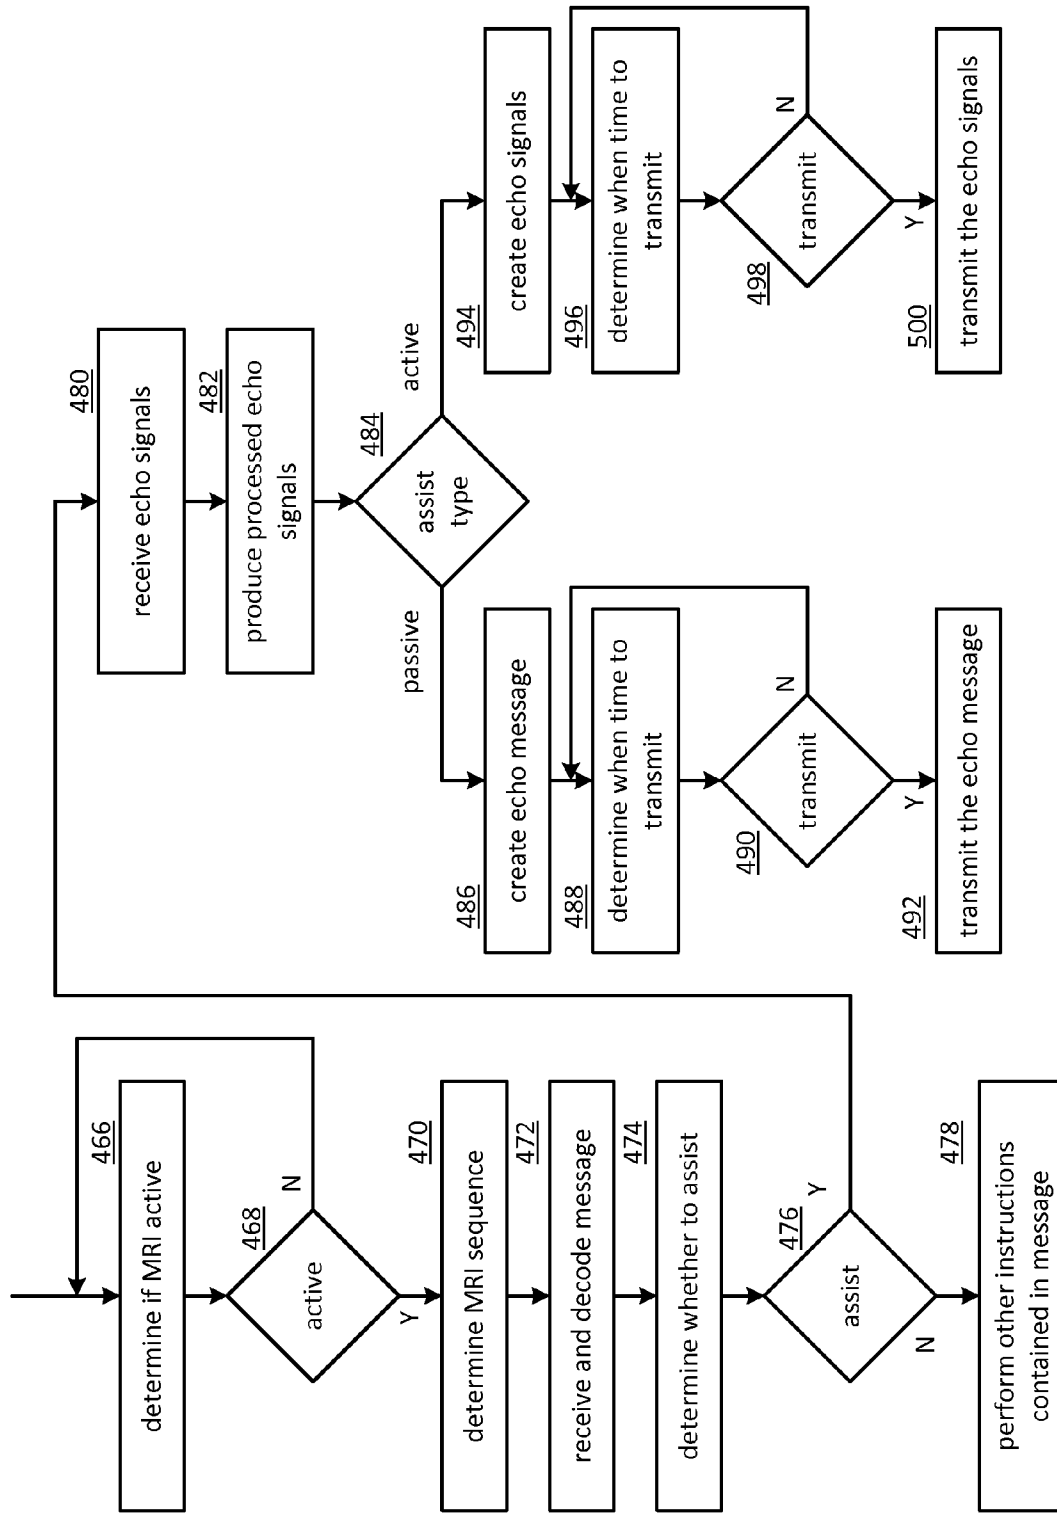 466
determine if MRI active
468
active
N
Y
470
determine MRI sequence
472
receive and decode message
474
determine whether to assist
476
assist
Y
N
478
perform other instructions
contained in message
480
receive echo signals
482
produce processed echo
signals
484
assist
type
passive
active
486
create echo message
488
determine when time to
transmit
490
transmit
N
Y
492
transmit the echo message
494
create echo signals
496
determine when time to
transmit
498
transmit
N
Y
500
transmit the echo signals